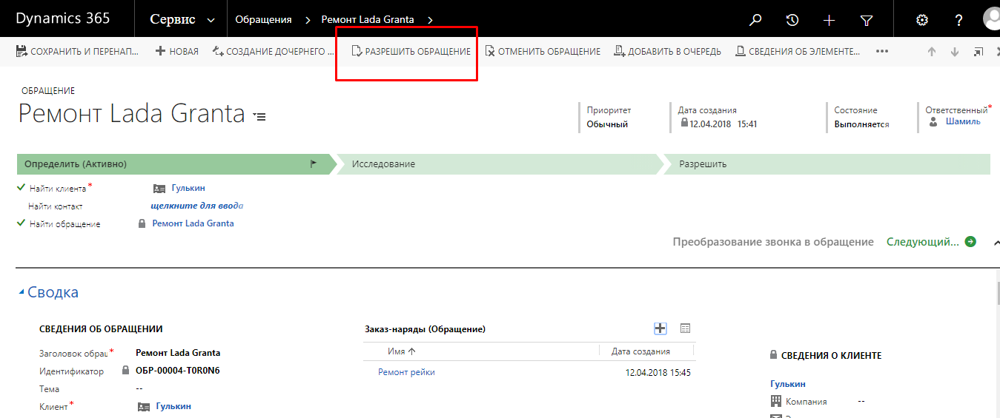 Dynamics 365 Сервис Обращения Ремонт Lada Granta
СОХРАНИТЬ И ПЕРЕНАП... НОВАЯ СОЗДАНИЕ ДОЧЕРНЕГО ... РАЗРЕШИТЬ ОБРАЩЕНИЕ ОТМЕНИТЬ ОБРАЩЕНИЕ ДОБАВИТЬ В ОЧЕРЕДЬ СВЕДЕНИЯ ОБ ЭЛЕМЕНТЕ... •••
ОБРАЩЕНИЕ
Ремонт Lada Granta
Приоритет Дата создания Состояние Ответственный*
Обычный 12.04.2018 15:41 Выполняется Шамиль
Определить (Активно) Исследование Разрешить
Найти клиента* Гулькин
Найти контакт щелкните для ввода
Найти обращение Ремонт Lada Granta
Преобразование звонка в обращение Следующий...
Сводка
СВЕДЕНИЯ ОБ ОБРАЩЕНИИ Заказ-наряды (Обращение)
Заголовок обращ* Ремонт Lada Granta Имя Дата создания
СВЕДЕНИЯ О КЛИЕНТЕ
Идентификатор ОБР-00004-T0R0N6 Ремонт рейки 12.04.2018 15:45
Тема -- Гулькин
Клиент* Гулькин Компания --